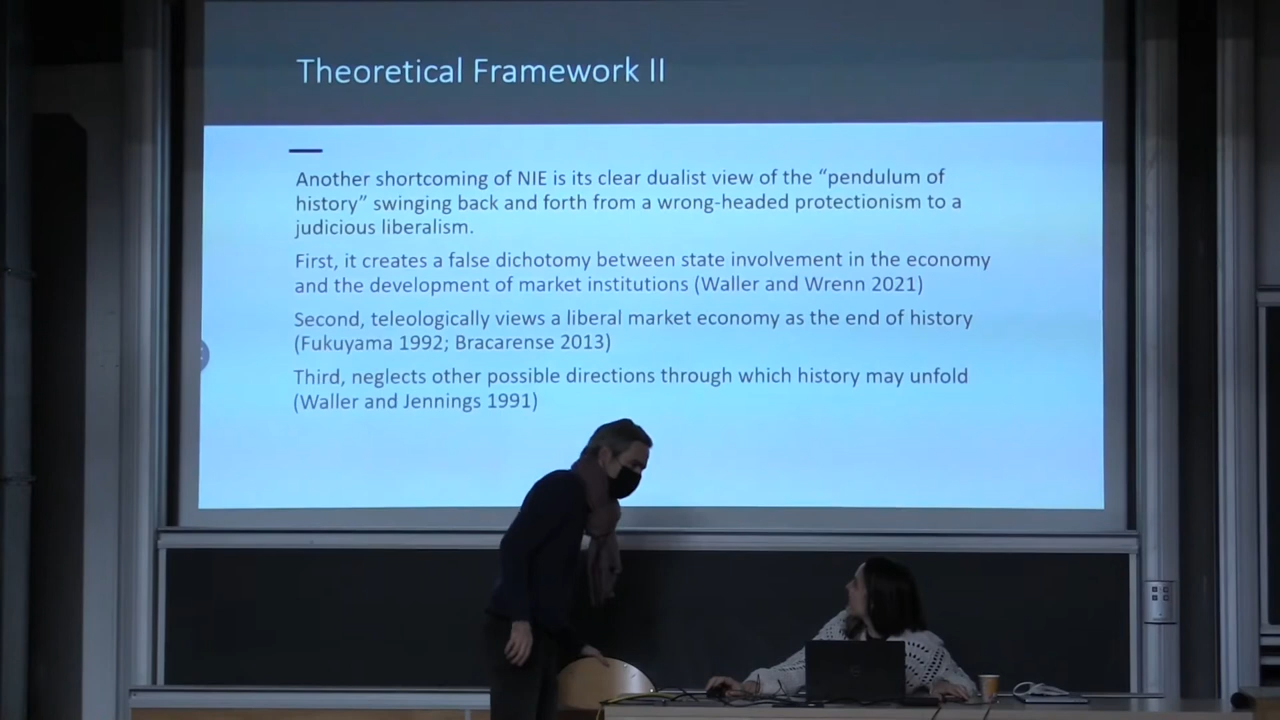 Theoretical Framework II
Another shortcoming of NIE is its clear dualist view of the “pendulum of
history” swinging back and forth from a wrong-headed protectionism to a
judicious liberalism.
First, it creates a false dichotomy between state involvement in the economy
and the development of market institutions (Waller and Wrenn 2021)
Second, teleologically views a liberal market economy as the end of history
(Fukuyama 1992; Bracarense 2013)
Third, neglects other possible directions through which history may unfold
(Waller and Jennings 1991)